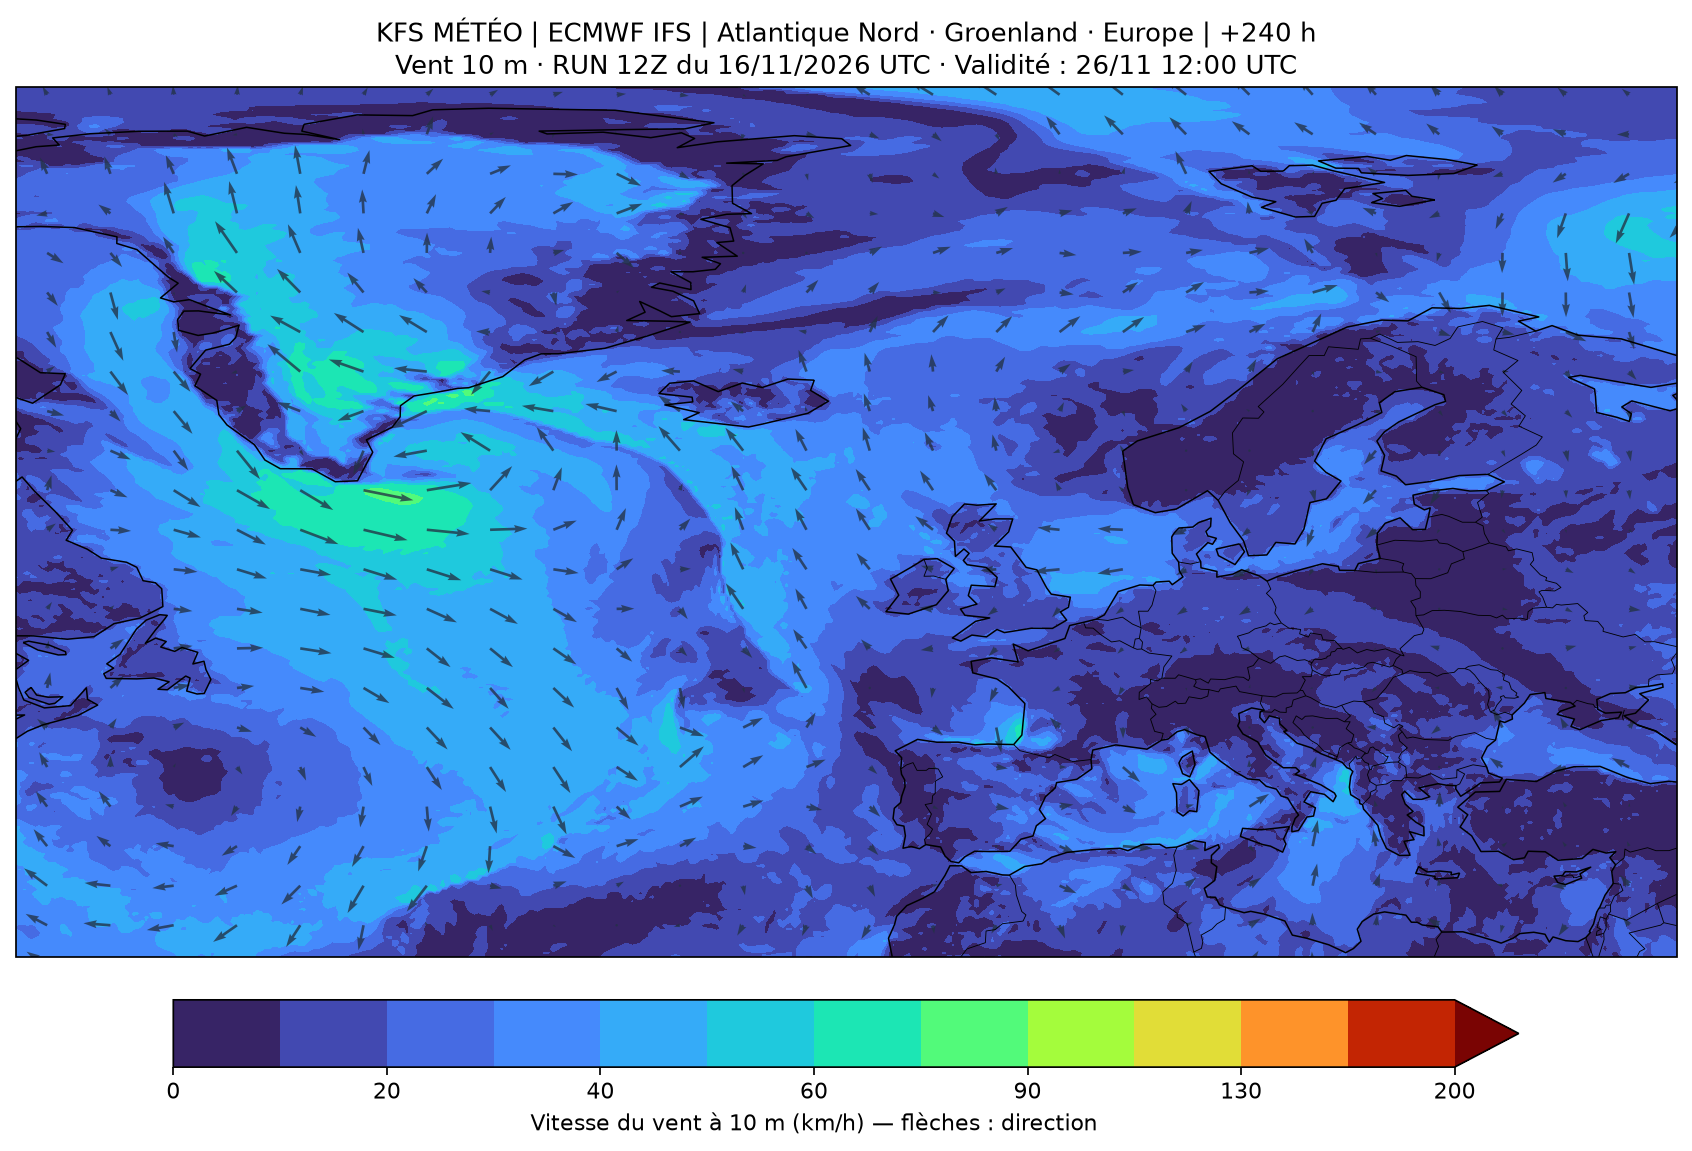 KFS MÉTÉO | ECMWF IFS | Atlantique Nord · Groenland · Europe | +240 h
Vent 10 m · RUN 12Z du 16/11/2026 UTC · Validité : 26/11 12:00 UTC
0 20 40 60 90 130 200
Vitesse du vent à 10 m (km/h) — flèches : direction